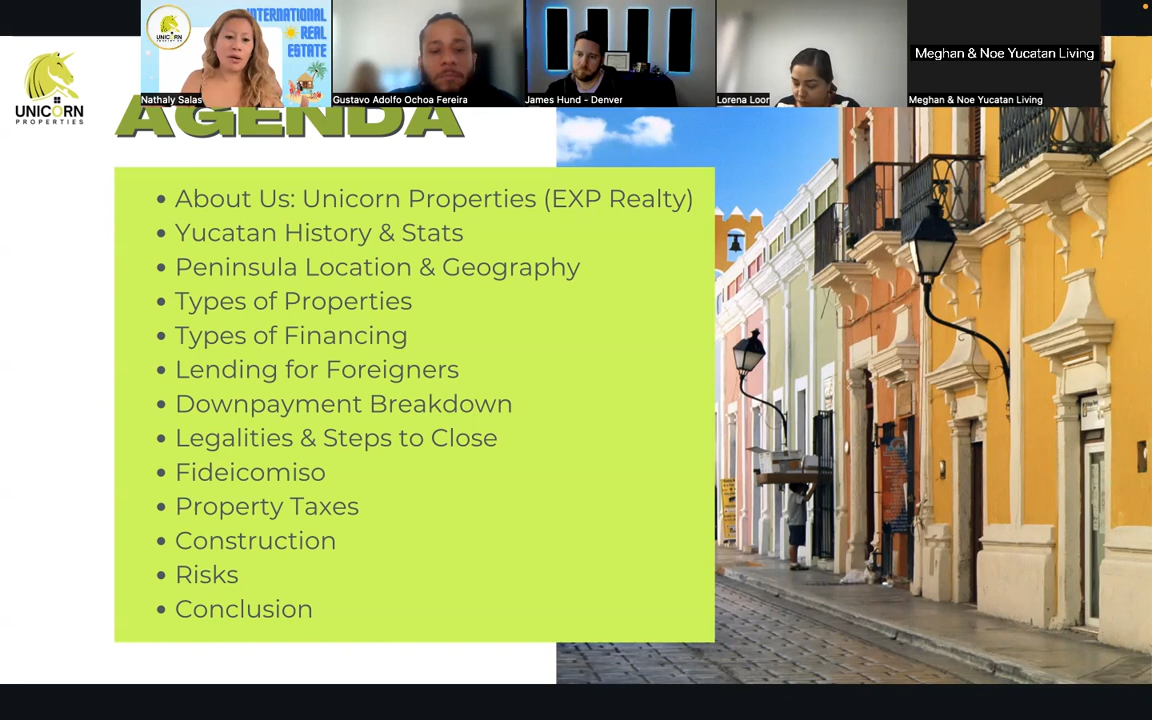 INTERNATIONAL
REAL
ESTATE
UNICORN
Nathaly Salas
Gustavo Adolfo Ochoa Fereira
James Hund - Denver
Lorena Loor
Meghan & Noe Yucatan Living
Meghan & Noe Yucatan Living
UNICORN
PROPERTIES
AGENDA
• About Us: Unicorn Properties (EXP Realty)
• Yucatan History & Stats
• Peninsula Location & Geography
• Types of Properties
• Types of Financing
• Lending for Foreigners
• Downpayment Breakdown
• Legalities & Steps to Close
• Fideicomiso
• Property Taxes
• Construction
• Risks
• Conclusion